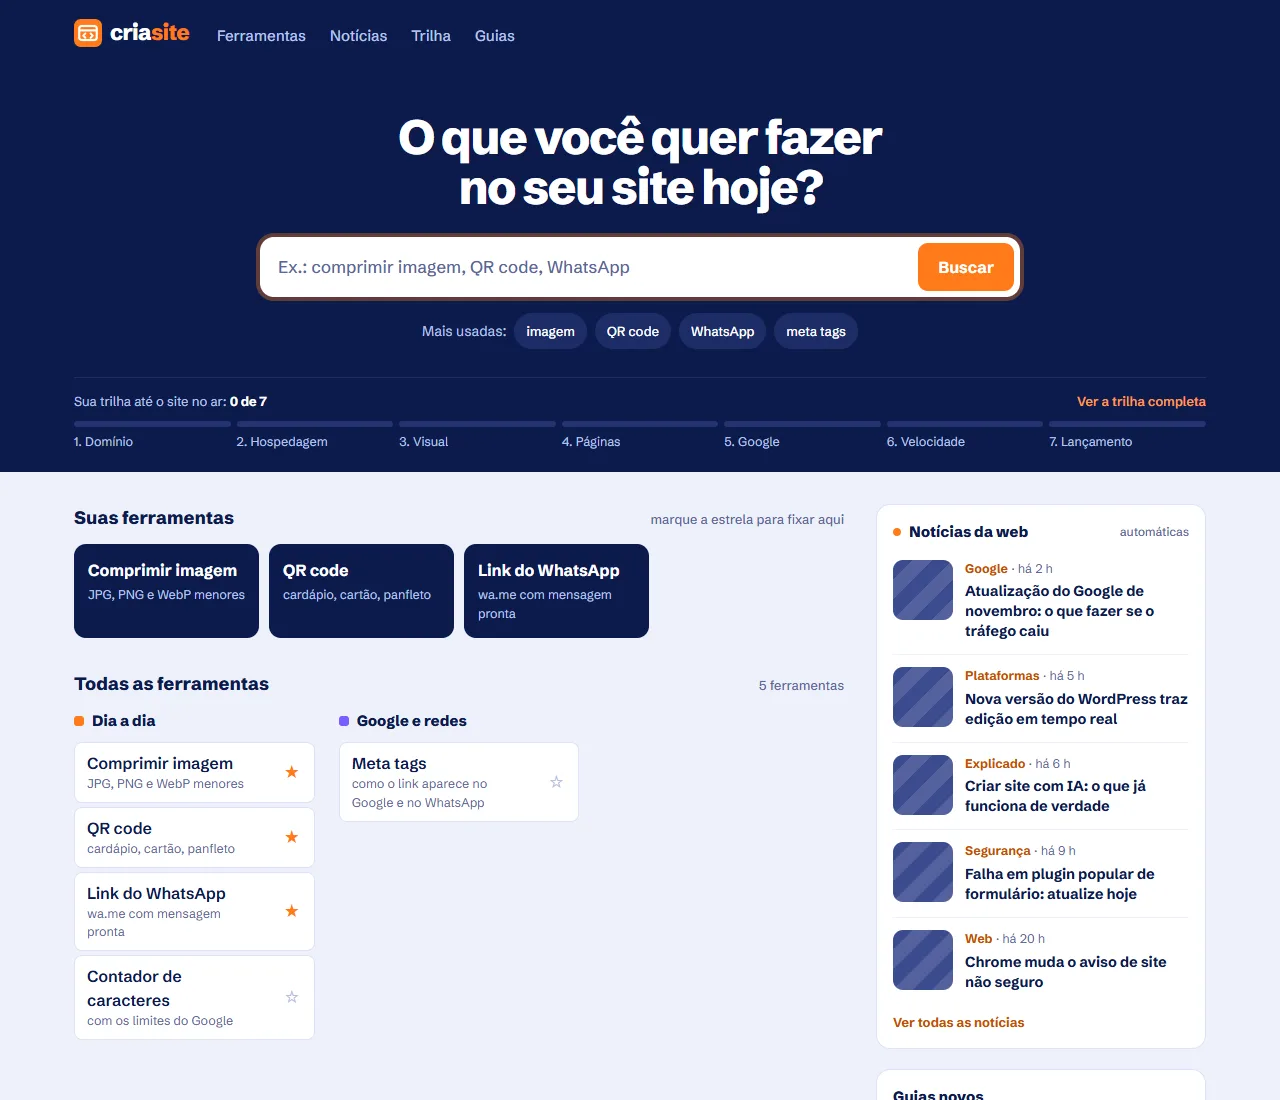 criasite
Ferramentas
Notícias
Trilha
Guias
O que você quer fazer
no seu site hoje?
Ex.: comprimir imagem, QR code, WhatsApp
Buscar
Mais usadas:
imagem
QR code
WhatsApp
meta tags
Sua trilha até o site no ar: 0 de 7
Ver a trilha completa
1. Domínio
2. Hospedagem
3. Visual
4. Páginas
5. Google
6. Velocidade
7. Lançamento
Suas ferramentas
marque a estrela para fixar aqui
Comprimir imagem
JPG, PNG e WebP menores
QR code
cardápio, cartão, panfleto
Link do WhatsApp
wa.me com mensagem
pronta
Todas as ferramentas
5 ferramentas
Dia a dia
Comprimir imagem
JPG, PNG e WebP menores
QR code
cardápio, cartão, panfleto
Link do WhatsApp
wa.me com mensagem
pronta
Contador de
caracteres
com os limites do Google
Google e redes
Meta tags
como o link aparece no
Google e no WhatsApp
Notícias da web
automáticas
Google · há 2 h
Atualização do Google de
novembro: o que fazer se o
tráfego caiu
Plataformas · há 5 h
Nova versão do WordPress traz
edição em tempo real
Explicado · há 6 h
Criar site com IA: o que já
funciona de verdade
Segurança · há 9 h
Falha em plugin popular de
formulário: atualize hoje
Web · há 20 h
Chrome muda o aviso de site
não seguro
Ver todas as notícias
Guias novos